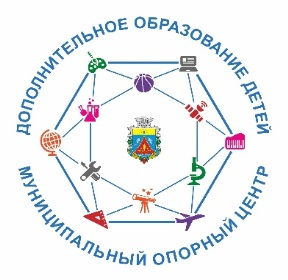 ДОПОЛНИТЕЛЬНОЕ ОБРАЗОВАНИЕ ДЕТЕЙ
МУНИЦИПАЛЬНЫЙ ОПОРНЫЙ ЦЕНТР